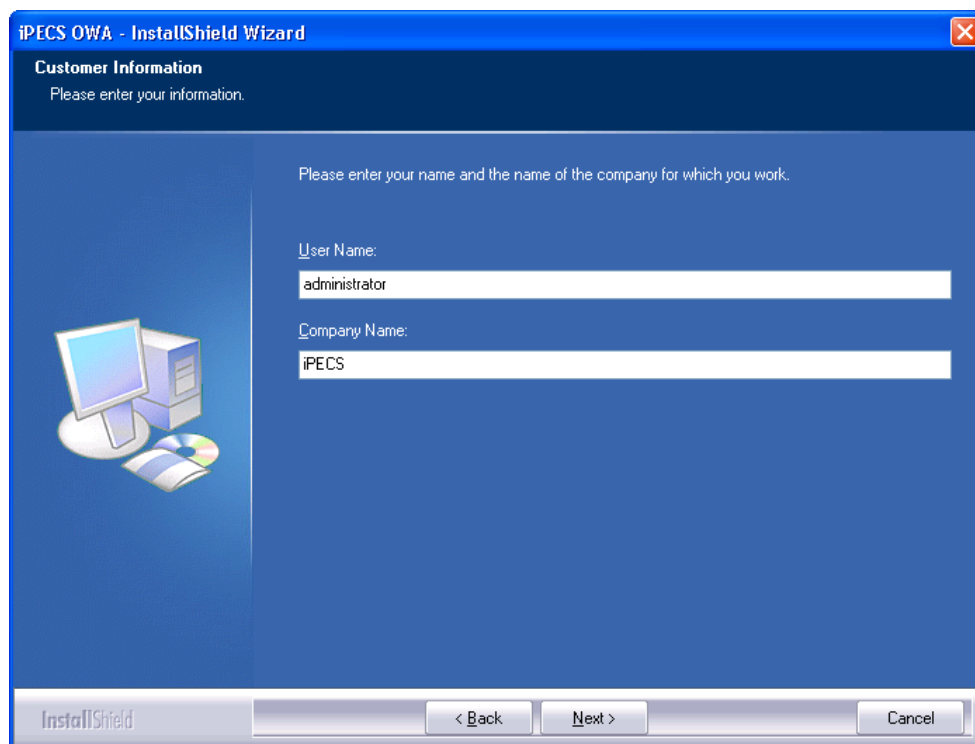 iPECS OWA - InstallShield Wizard
Customer Information
Please enter your information.
Please enter your name and the name of the company for which you work.
User Name:
administrator
Company Name:
iPECS
InstallShield
< Back
Next >
Cancel